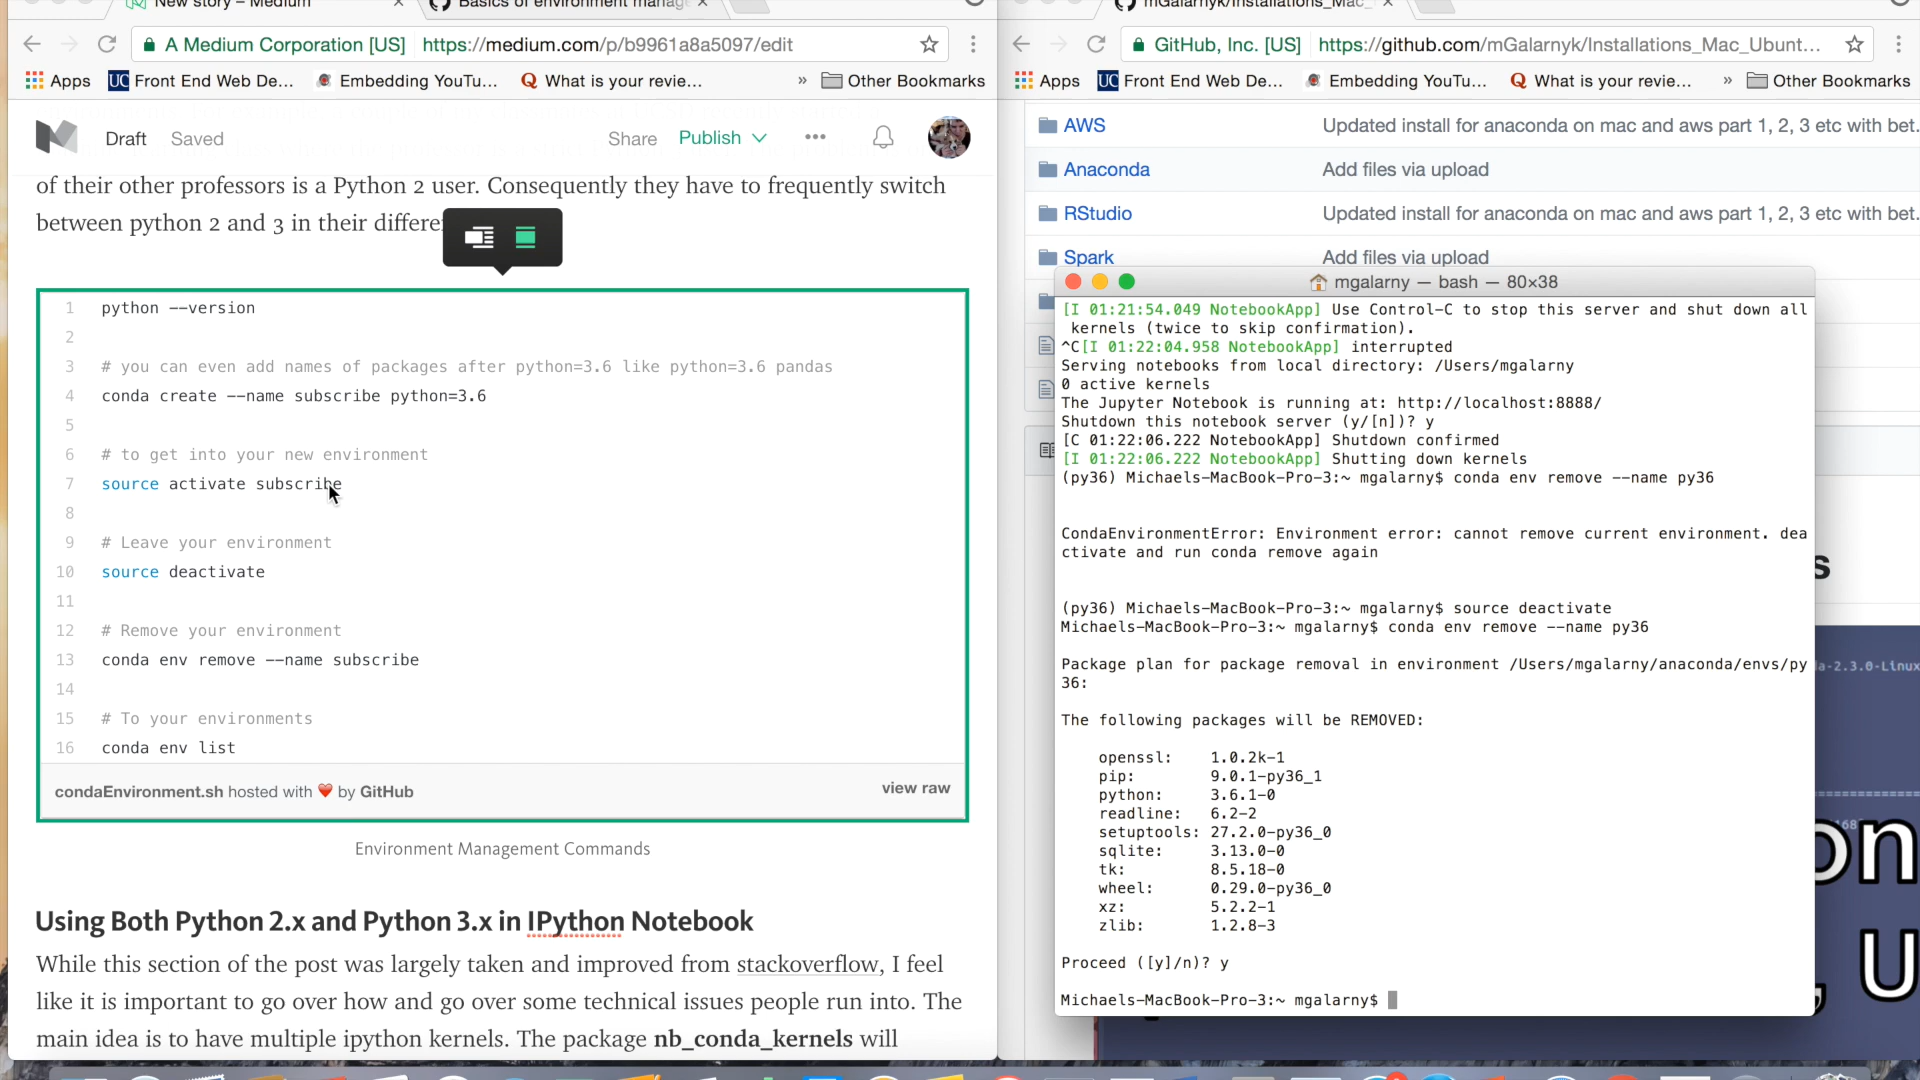 New story – Medium
Basics of environment manag
A Medium Corporation [US] https://medium.com/p/b9961a8a5097/edit
Apps UC Front End Web De... Embedding YouTu... Q What is your revie... » Other Bookmarks
Draft Saved Share Publish
of their other professors is a Python 2 user. Consequently they have to frequently switch
between python 2 and 3 in their differe
1 python --version
2
3 # you can even add names of packages after python=3.6 like python=3.6 pandas
4 conda create --name subscribe python=3.6
5
6 # to get into your new environment
7 source activate subscribe
8
9 # Leave your environment
10 source deactivate
11
12 # Remove your environment
13 conda env remove --name subscribe
14
15 # To your environments
16 conda env list
condaEnvironment.sh hosted with ❤ by GitHub view raw
Environment Management Commands
Using Both Python 2.x and Python 3.x in IPython Notebook
While this section of the post was largely taken and improved from stackoverflow, I feel
like it is important to go over how and go over some technical issues people run into. The
main idea is to have multiple ipython kernels. The package nb_conda_kernels will
mGalarnyk/Installations_Mac_
GitHub, Inc. [US] https://github.com/mGalarnyk/Installations_Mac_Ubunt...
Apps UC Front End Web De... Embedding YouTu... Q What is your revie... » Other Bookmarks
AWS Updated install for anaconda on mac and aws part 1, 2, 3 etc with bet.
Anaconda Add files via upload
RStudio Updated install for anaconda on mac and aws part 1, 2, 3 etc with bet.
Spark Add files via upload
mgalarny — bash — 80×38
[I 01:21:54.049 NotebookApp] Use Control-C to stop this server and shut down all
kernels (twice to skip confirmation).
^C[I 01:22:04.958 NotebookApp] interrupted
Serving notebooks from local directory: /Users/mgalarny
0 active kernels
The Jupyter Notebook is running at: http://localhost:8888/
Shutdown this notebook server (y/[n])? y
[C 01:22:06.222 NotebookApp] Shutdown confirmed
[I 01:22:06.222 NotebookApp] Shutting down kernels
(py36) Michaels-MacBook-Pro-3:~ mgalarny$ conda env remove --name py36
CondaEnvironmentError: Environment error: cannot remove current environment. dea
ctivate and run conda remove again
(py36) Michaels-MacBook-Pro-3:~ mgalarny$ source deactivate
Michaels-MacBook-Pro-3:~ mgalarny$ conda env remove --name py36
Package plan for package removal in environment /Users/mgalarny/anaconda/envs/py
36:
The following packages will be REMOVED:
openssl: 1.0.2k-1
pip: 9.0.1-py36_1
python: 3.6.1-0
readline: 6.2-2
setuptools: 27.2.0-py36_0
sqlite: 3.13.0-0
tk: 8.5.18-0
wheel: 0.29.0-py36_0
xz: 5.2.2-1
zlib: 1.2.8-3
Proceed ([y]/n)? y
Michaels-MacBook-Pro-3:~ mgalarny$
s
a-2.3.0-Linux
on
, U